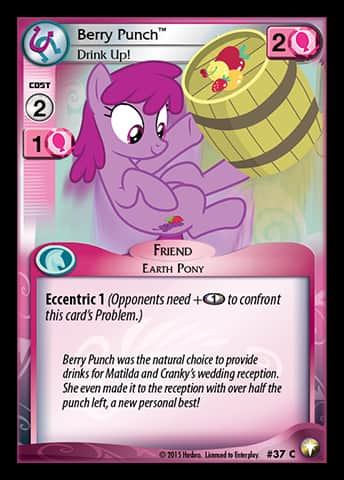 Berry Punch™
Drink Up!
2
COST
2
1
FRIEND
EARTH PONY
Eccentric 1 (Opponents need +1 to confront
this card's Problem.)
Berry Punch was the natural choice to provide
drinks for Matilda and Cranky's wedding reception.
She even made it to the reception with over half the
punch left, a new personal best!
© 2015 Hasbro. Licensed to Enterplay. #37 C